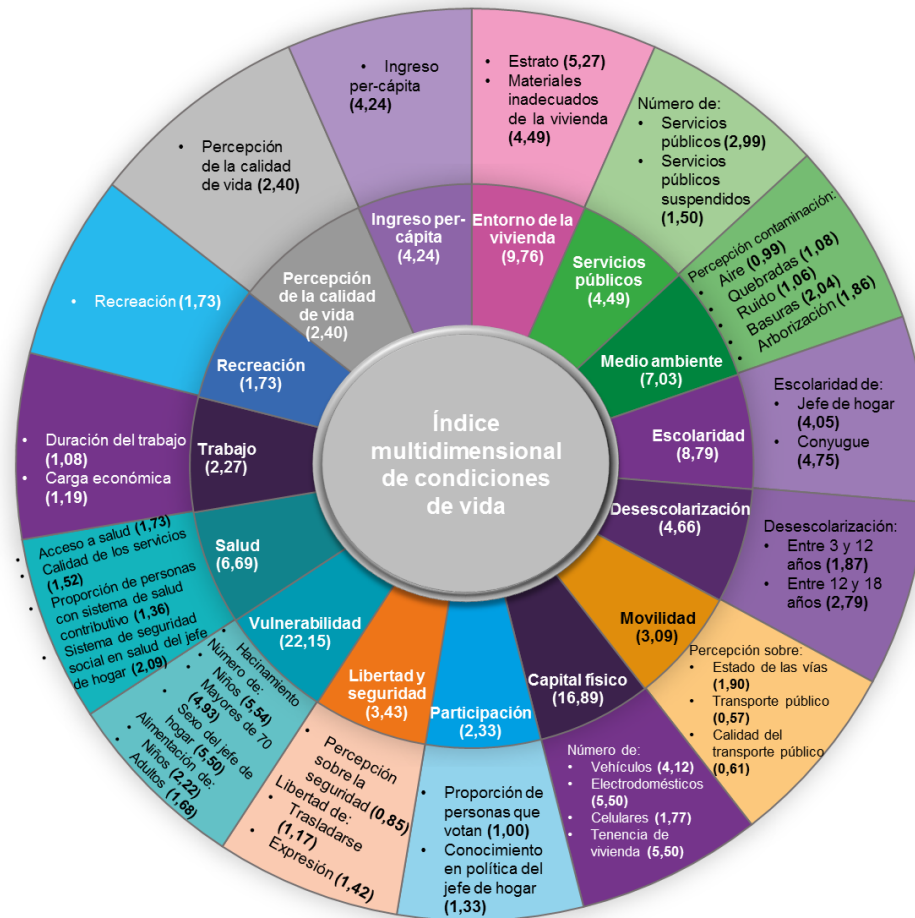 Índice
multidimensional
de condiciones
de vida
Ingreso per-
cápita
(4,24)
• Ingreso
per-cápita
(4,24)
Entorno de la
vivienda
(9,76)
• Estrato (5,27)
• Materiales
inadecuados
de la vivienda
(4,49)
Servicios
públicos
(4,49)
Número de:
• Servicios
públicos (2,99)
• Servicios
públicos
suspendidos
(1,50)
Medio ambiente
(7,03)
Percepción contaminación:
• Aire (0,99)
• Quebradas (1,08)
• Ruido (1,06)
• Basuras (2,04)
• Arborización (1,86)
Escolaridad
(8,79)
Escolaridad de:
• Jefe de hogar
(4,05)
• Conyugue
(4,75)
Desescolarización
(4,66)
Desescolarización:
• Entre 3 y 12
años (1,87)
• Entre 12 y 18
años (2,79)
Movilidad
(3,09)
Percepción sobre:
• Estado de las vías
(1,90)
• Transporte público
(0,57)
• Calidad del
transporte público
(0,61)
Capital físico
(16,89)
Número de:
• Vehículos (4,12)
• Electrodomésticos
(5,50)
• Celulares (1,77)
• Tenencia de
vivienda (5,50)
Participación
(2,33)
• Proporción de
personas que
votan (1,00)
• Conocimiento
en política del
jefe de hogar
(1,33)
Libertad y
seguridad
(3,43)
• Percepción
sobre la
seguridad (0,85)
Libertad de:
• Trasladarse
(1,17)
• Expresión (1,42)
Vulnerabilidad
(22,15)
• Hacinamiento
Número de:
• Niños (5,54)
• Mayores de 70
(4,93)
• Sexo del jefe de
hogar (5,50)
Alimentación de:
• Niños (2,22)
• Adultos (1,68)
Salud
(6,69)
• Acceso a salud (1,73)
• Calidad de los servicios
(1,52)
• Proporción de personas
con sistema de salud
contributivo (1,36)
• Sistema de seguridad
social en salud del jefe
de hogar (2,09)
Trabajo
(2,27)
• Duración del trabajo
(1,08)
• Carga económica
(1,19)
Recreación
(1,73)
• Recreación (1,73)
Percepción
de la calidad
de vida
(2,40)
• Percepción
de la calidad
de vida (2,40)